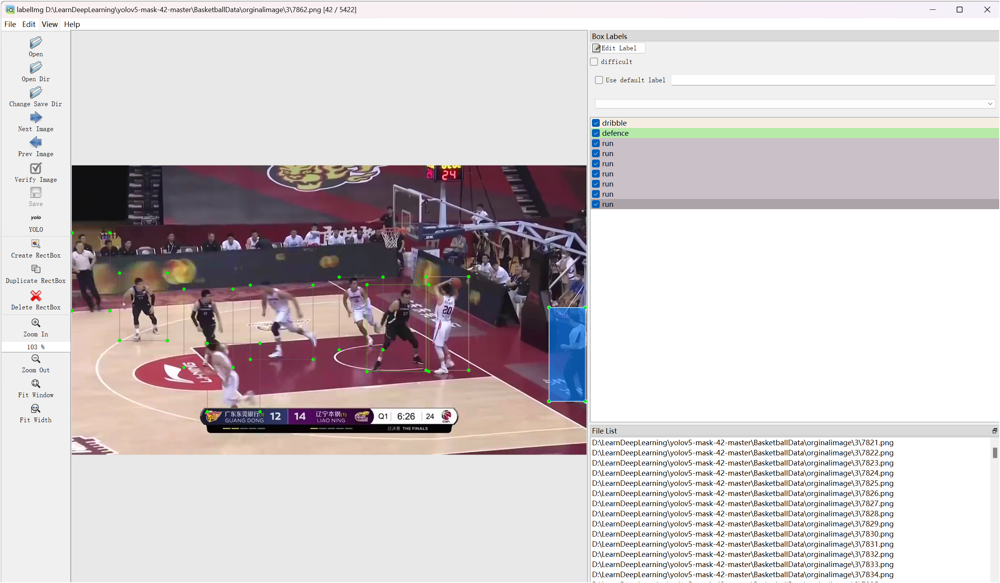 labelImg D:\LearnDeepLearning\yolov5-mask-42-master\BasketballData\orginalimage\3\7862.png [42 / 5422]
File Edit View Help
Open
Open Dir
Change Save Dir
Next Image
Prev Image
Verify Image
Save
yolo
YOLO
Create RectBox
Duplicate RectBox
Delete RectBox
Zoom In
103 %
Zoom Out
Fit Window
Fit Width
24
24
13
10
20
LI-NING
广东东莞银行(1)
GUANG DONG
12
14
辽宁本钢(1)
LIAO NING
Q1
6:26
24
CBA
总决赛 THE FINALS
Box Labels
Edit Label
difficult
Use default label
dribble
defence
run
run
run
run
run
run
run
File List
D:\LearnDeepLearning\yolov5-mask-42-master\BasketballData\orginalimage\3\7821.png
D:\LearnDeepLearning\yolov5-mask-42-master\BasketballData\orginalimage\3\7822.png
D:\LearnDeepLearning\yolov5-mask-42-master\BasketballData\orginalimage\3\7823.png
D:\LearnDeepLearning\yolov5-mask-42-master\BasketballData\orginalimage\3\7824.png
D:\LearnDeepLearning\yolov5-mask-42-master\BasketballData\orginalimage\3\7825.png
D:\LearnDeepLearning\yolov5-mask-42-master\BasketballData\orginalimage\3\7826.png
D:\LearnDeepLearning\yolov5-mask-42-master\BasketballData\orginalimage\3\7827.png
D:\LearnDeepLearning\yolov5-mask-42-master\BasketballData\orginalimage\3\7828.png
D:\LearnDeepLearning\yolov5-mask-42-master\BasketballData\orginalimage\3\7829.png
D:\LearnDeepLearning\yolov5-mask-42-master\BasketballData\orginalimage\3\7830.png
D:\LearnDeepLearning\yolov5-mask-42-master\BasketballData\orginalimage\3\7831.png
D:\LearnDeepLearning\yolov5-mask-42-master\BasketballData\orginalimage\3\7832.png
D:\LearnDeepLearning\yolov5-mask-42-master\BasketballData\orginalimage\3\7833.png
D:\LearnDeepLearning\yolov5-mask-42-master\BasketballData\orginalimage\3\7834.png